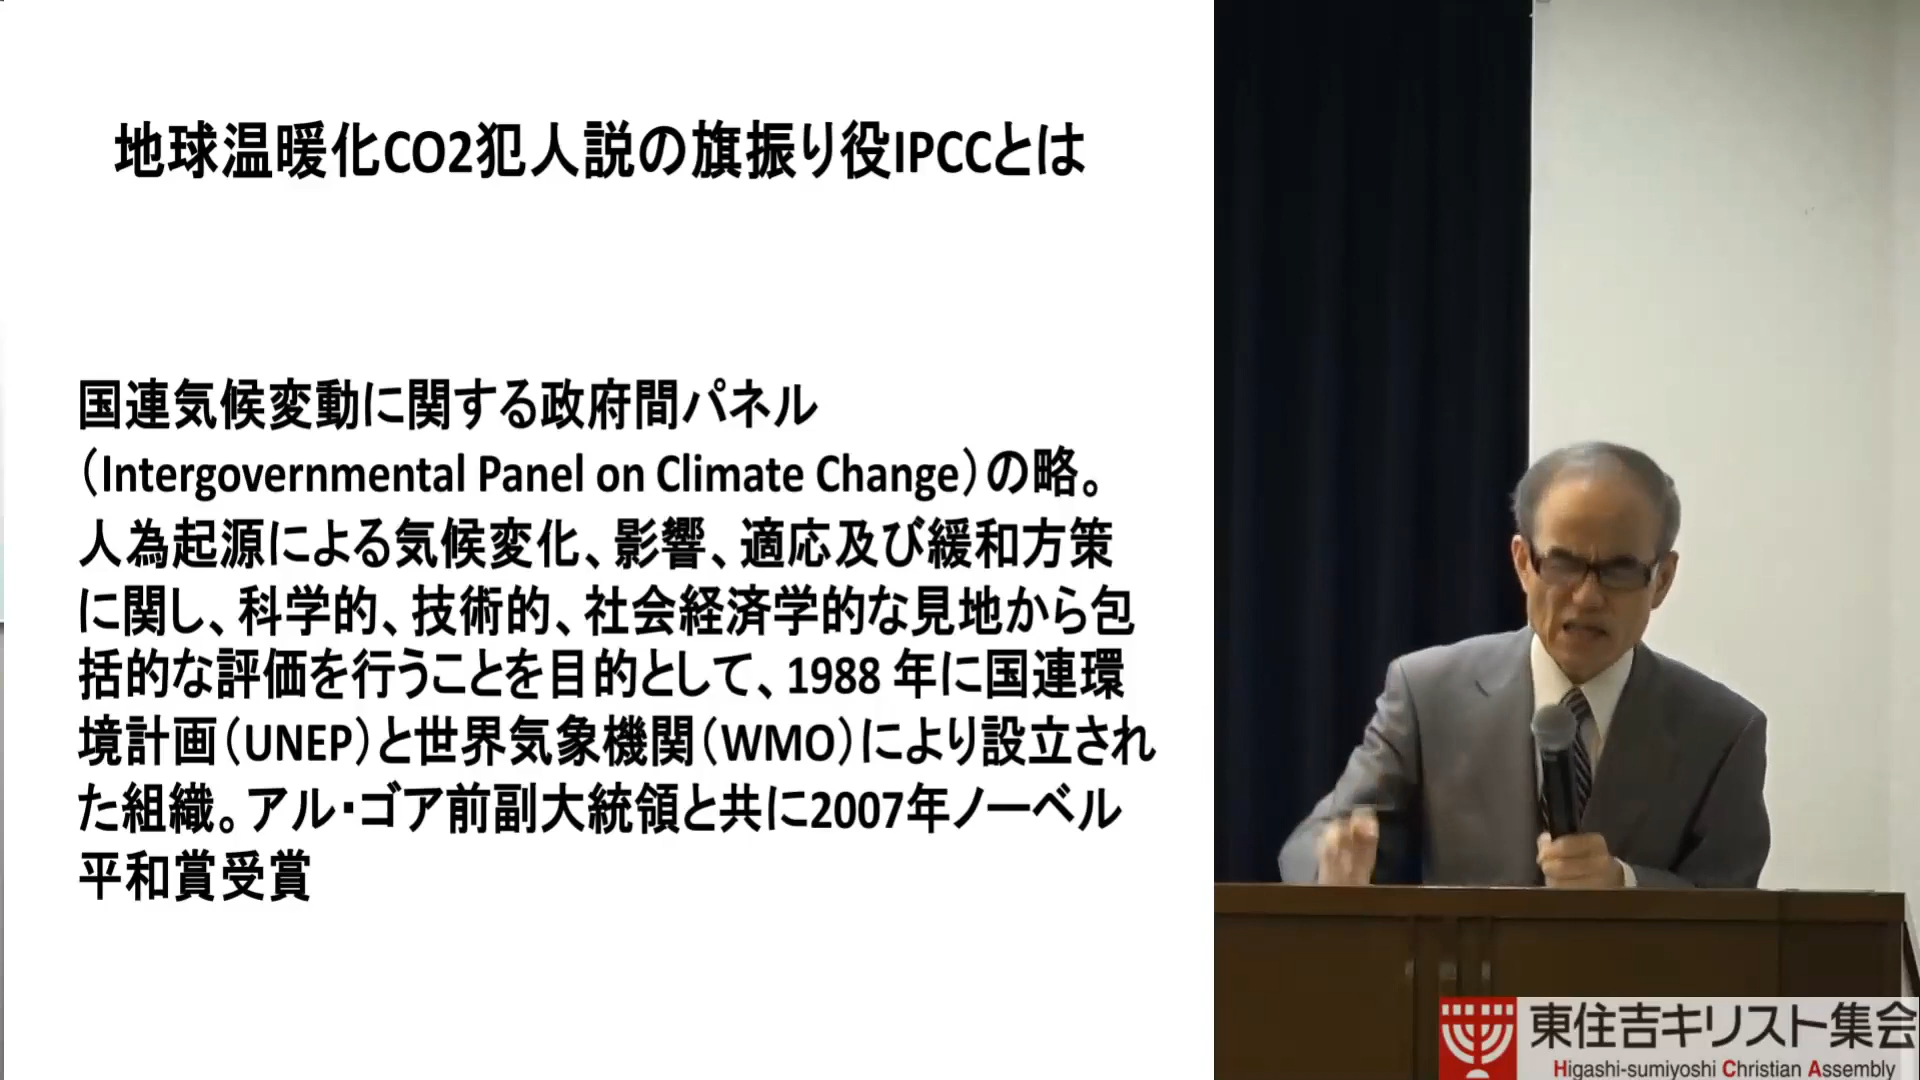 地球温暖化CO2犯人説の旗振り役IPCCとは
国連気候変動に関する政府間パネル
（Intergovernmental Panel on Climate Change）の略。
人為起源による気候変化、影響、適応及び緩和方策
に関し、科学的、技術的、社会経済学的な見地から包
括的な評価を行うことを目的として、1988 年に国連環
境計画（UNEP）と世界気象機関（WMO）により設立され
た組織。アル・ゴア前副大統領と共に2007年ノーベル
平和賞受賞
東住吉キリスト集会
Higashi-sumiyoshi Christian Assembly